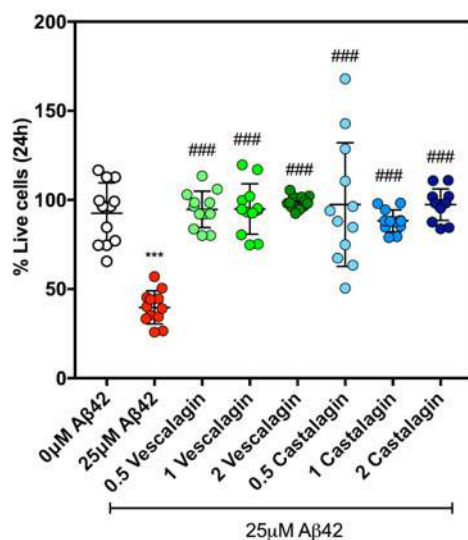 200
150
100
50
0
% Live cells (24h)
###
###
###
###
###
###
***
0µM Aβ42
25µM Aβ42
0.5 Vescalagin
1 Vescalagin
2 Vescalagin
0.5 Castalagin
1 Castalagin
2 Castalagin
25µM Aβ42